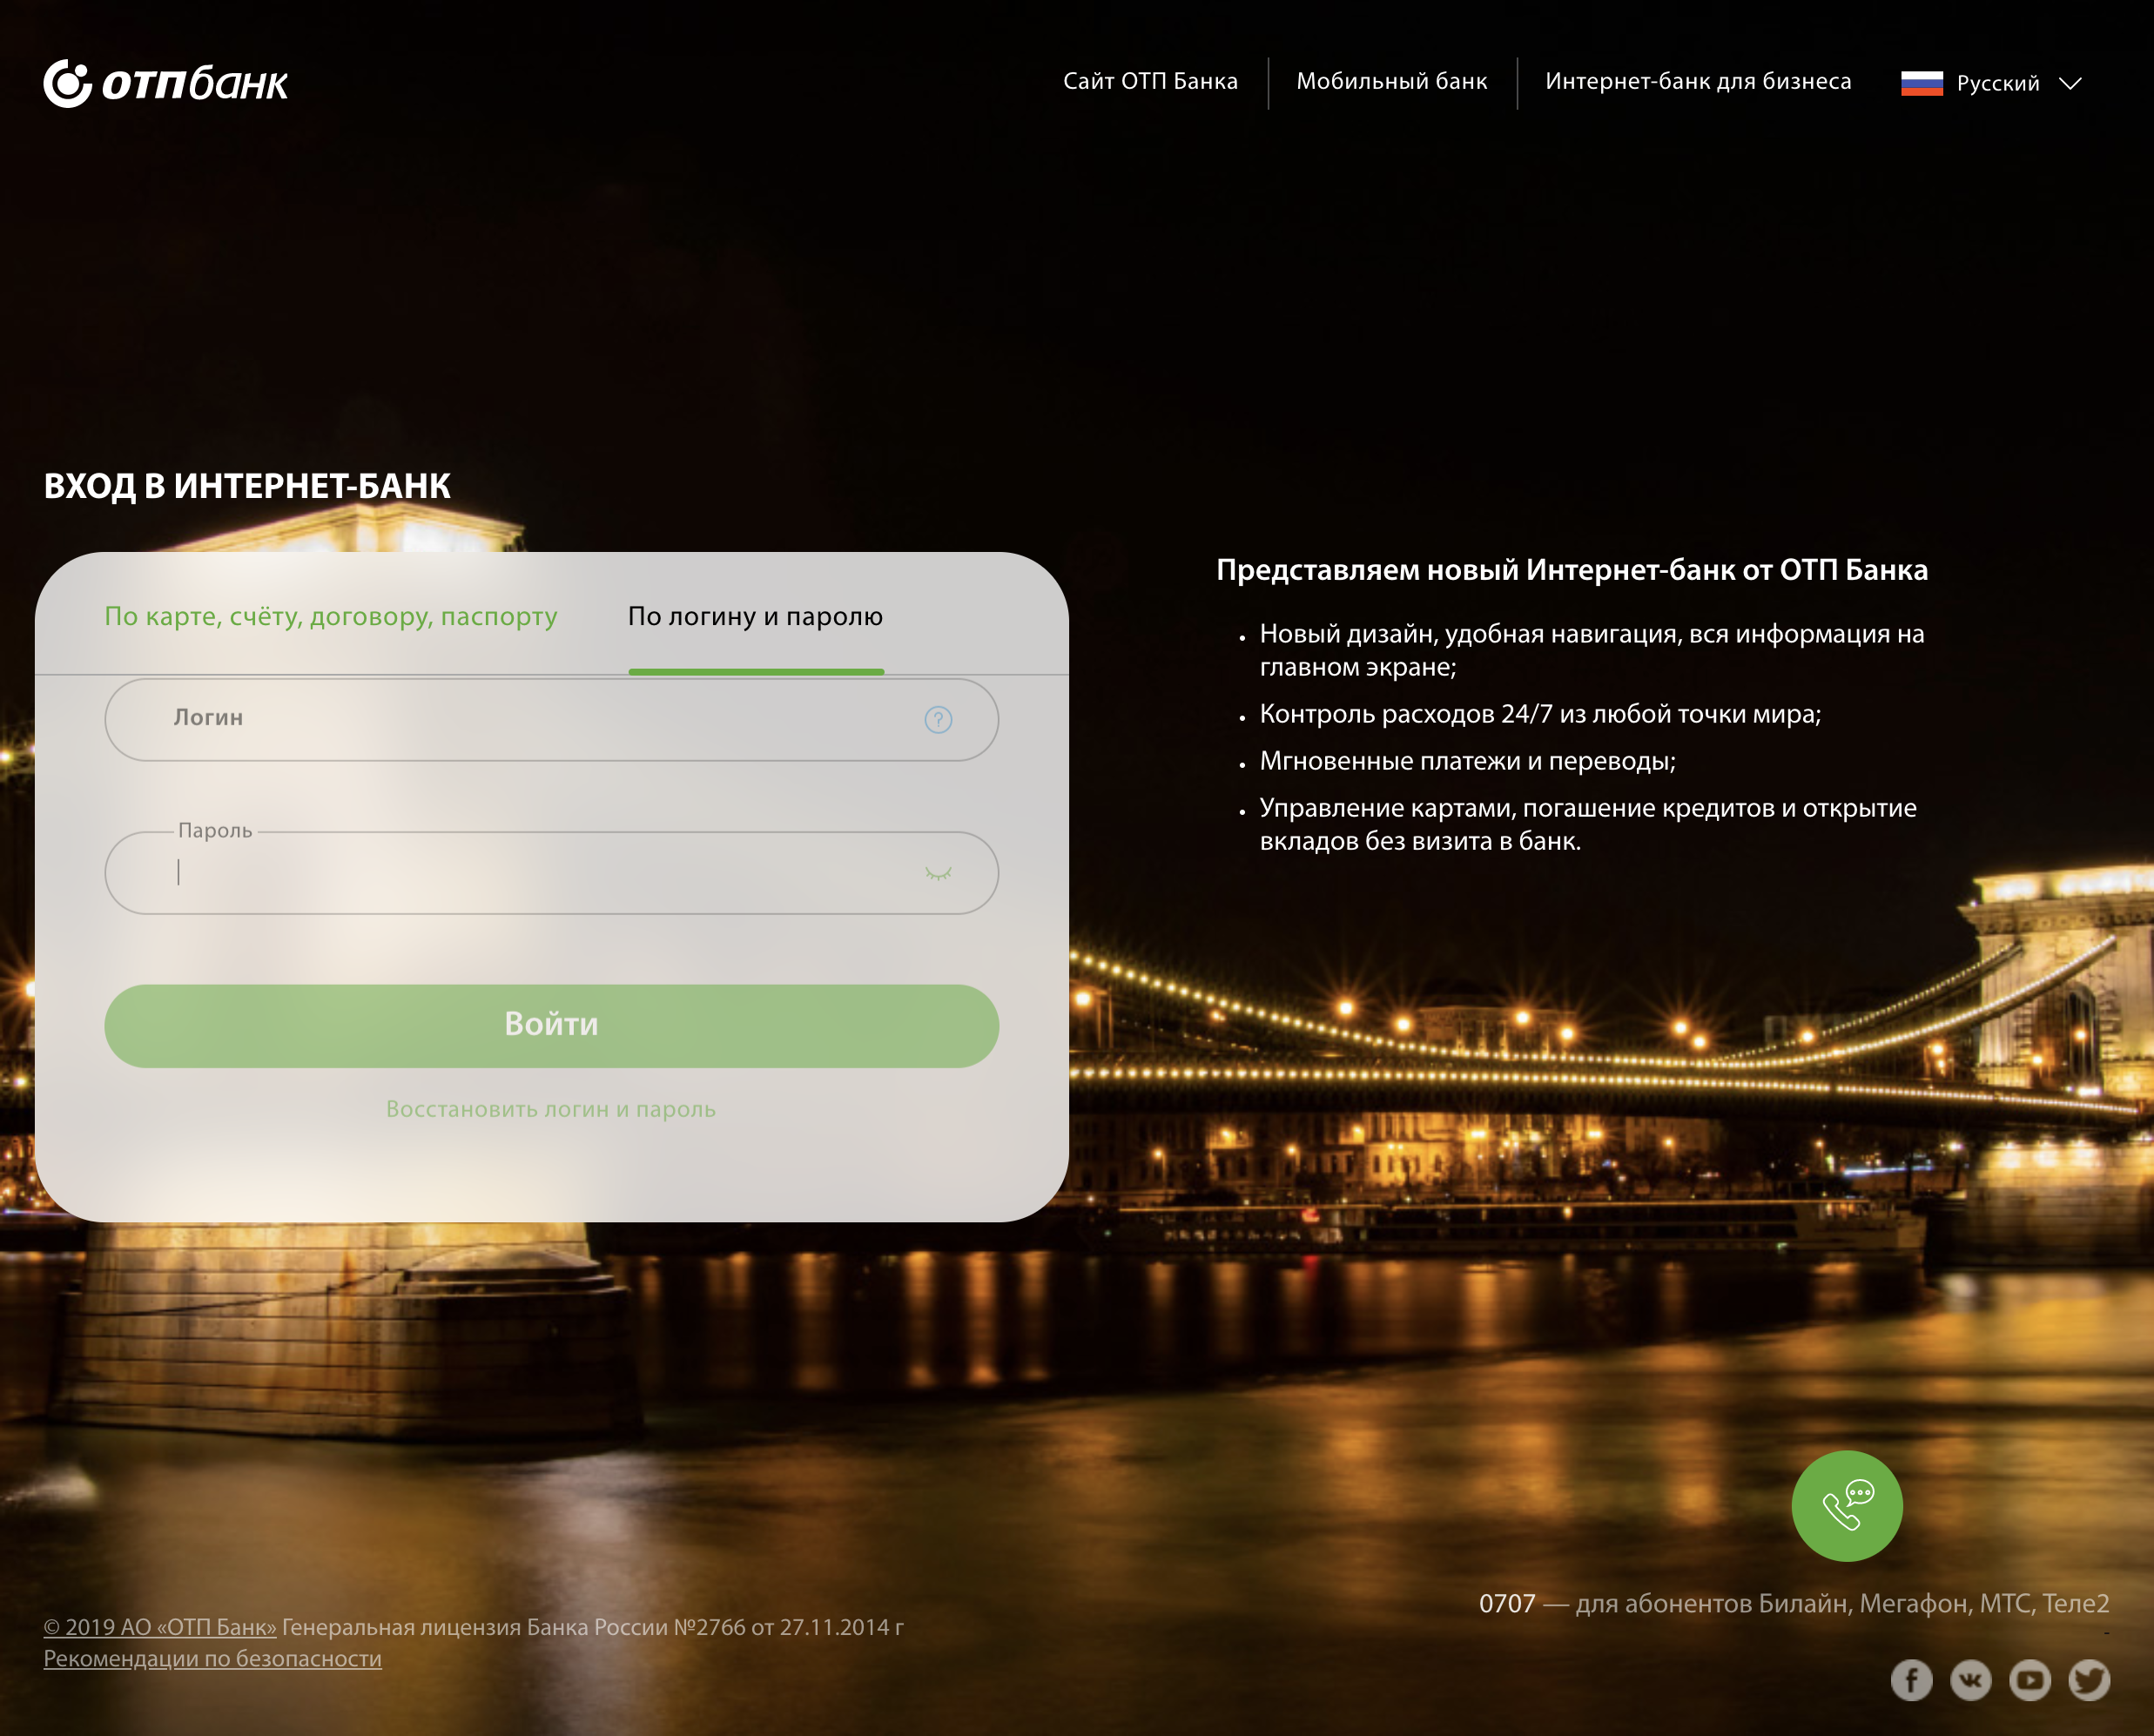 отпбанк
Сайт ОТП Банка
Мобильный банк
Интернет-банк для бизнеса
Русский
ВХОД В ИНТЕРНЕТ-БАНК
По карте, счёту, договору, паспорту
По логину и паролю
Логин
?
Пароль
Войти
Восстановить логин и пароль
Представляем новый Интернет-банк от ОТП Банка
• Новый дизайн, удобная навигация, вся информация на
главном экране;
• Контроль расходов 24/7 из любой точки мира;
• Мгновенные платежи и переводы;
• Управление картами, погашение кредитов и открытие
вкладов без визита в банк.
0707 — для абонентов Билайн, Мегафон, МТС, Теле2
-
© 2019 АО «ОТП Банк» Генеральная лицензия Банка России №2766 от 27.11.2014 г
Рекомендации по безопасности